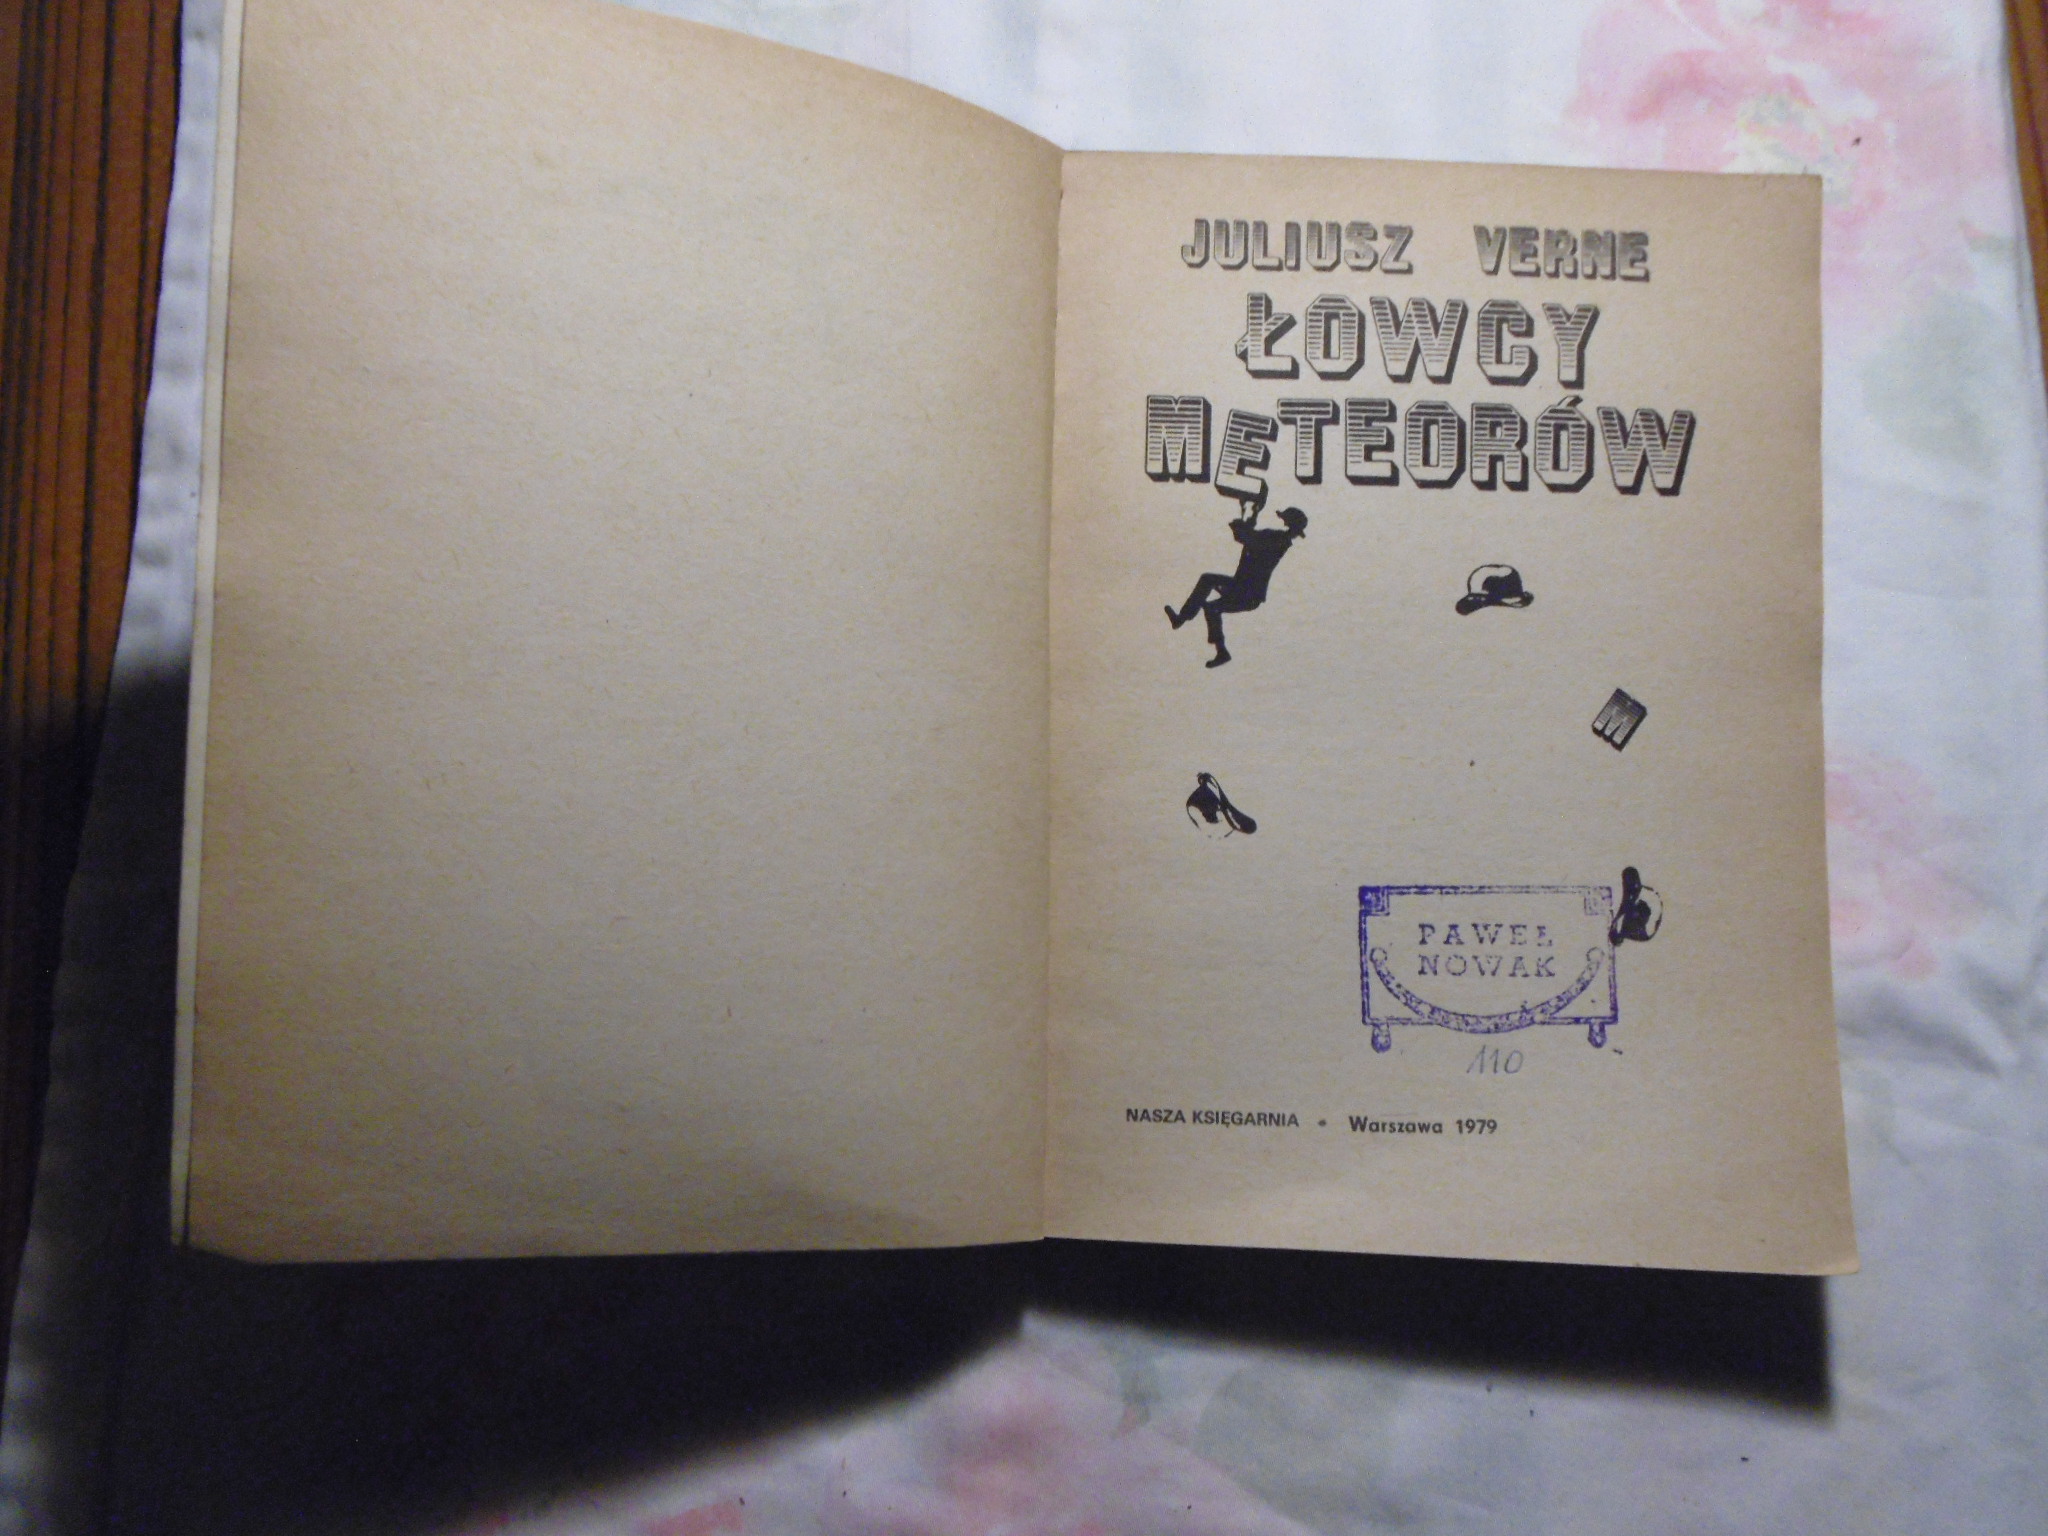 JULIUSZ VERNE
ŁOWCY
METEORÓW
M
PAWEŁ
NOWAK
110
NASZA KSIĘGARNIA • Warszawa 1979